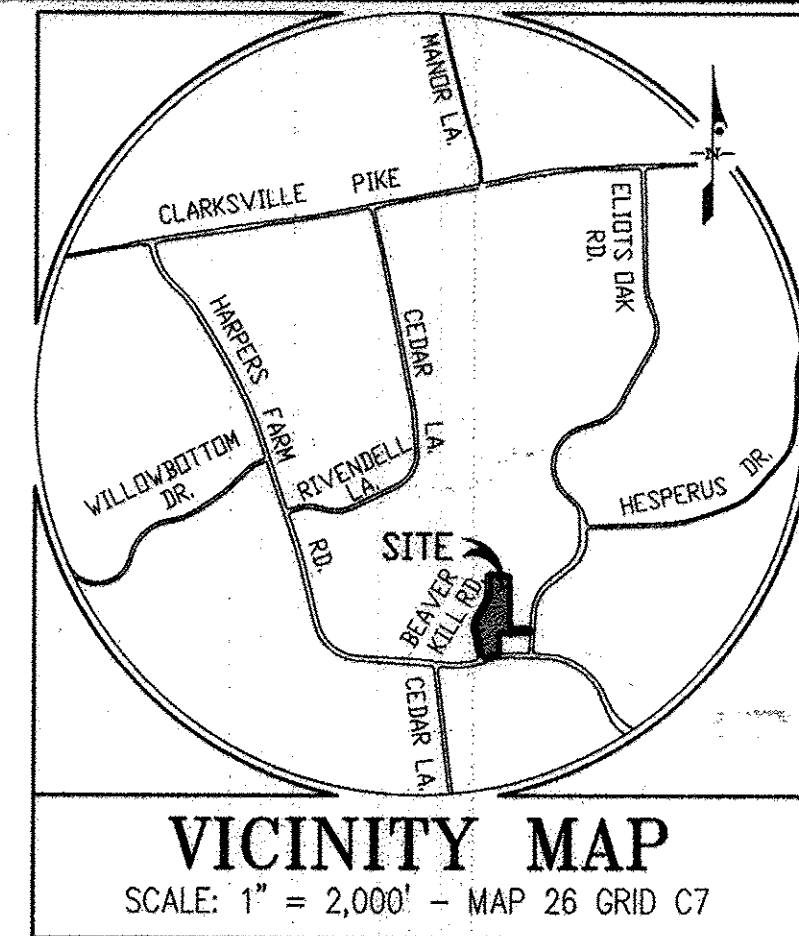 MANOR LA.
N
CLARKSVILLE PIKE
ELIOTS OAK
RD.
HARPERS FARM
RD.
CEDAR LA.
WILLOWBOTTOM
DR.
RIVENDELL
LA.
HESPERUS DR.
SITE
BEAVER
KILL RD.
CEDAR LA.
VICINITY MAP
SCALE: 1" = 2,000' - MAP 26 GRID C7